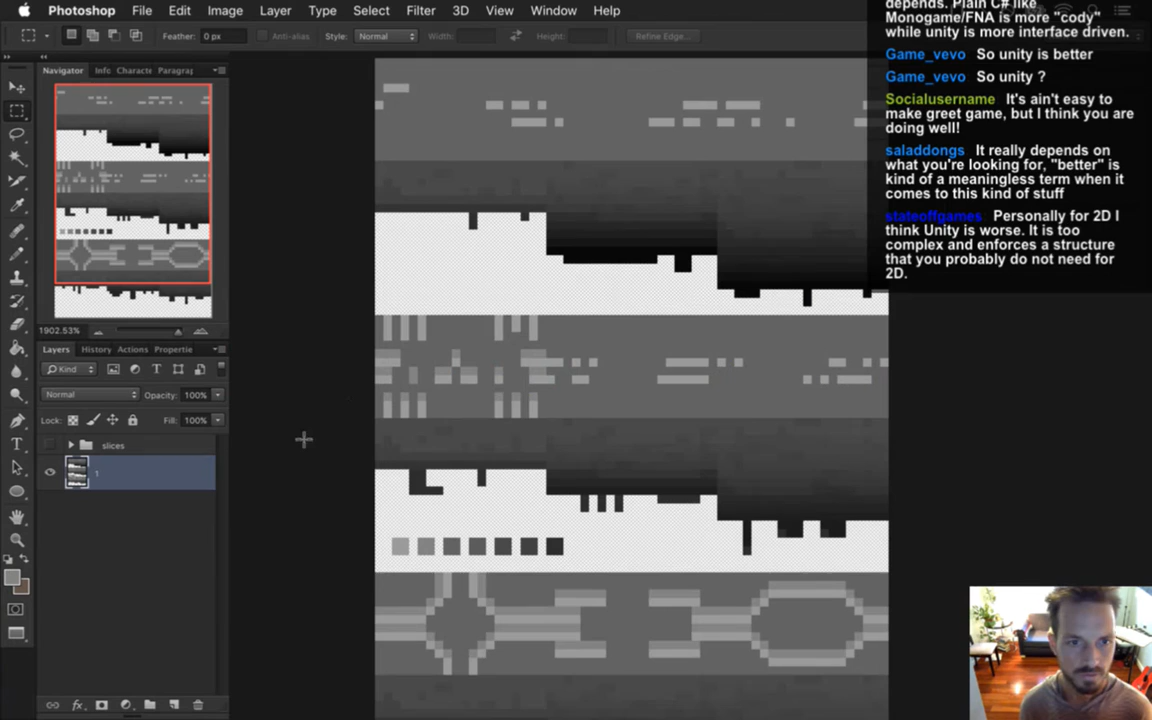 Photoshop File Edit Image Layer Type Select Filter 3D View Window Help
Feather: 0 px Anti-alias Style: Normal Width: Height: Refine Edge...
Navigator Info Characte Paragraj
1902.53%
Layers History Actions Propertie
Kind
Normal Opacity: 100%
Lock: Fill: 100%
slices
1
fx
depends. Plain C# like
Monogame/FNA is more "cody"
while unity is more interface driven.
Game_vevo So unity is better
Game_vevo So unity ?
Socialusername It's ain't easy to
make greet game, but I think you are
doing well!
saladdongs It really depends on
what you're looking for, "better" is
kind of a meaningless term when it
comes to this kind of stuff
stateoffgames Personally for 2D I
think Unity is worse. It is too
complex and enforces a structure
that you probably do not need for
2D.